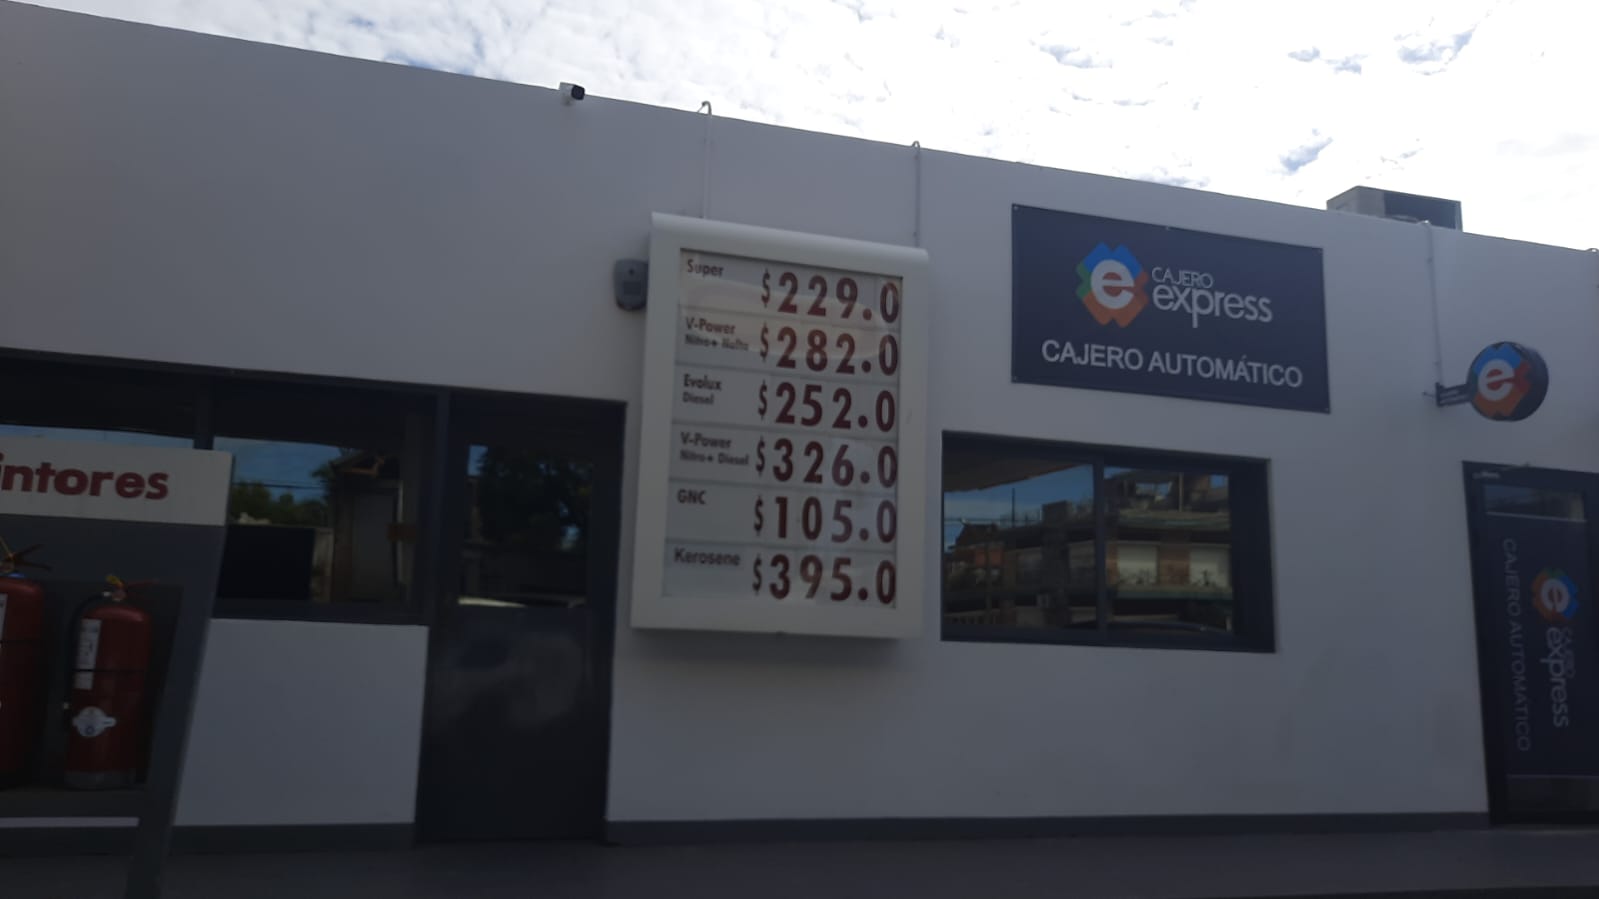 intores
Super
$229.0
V-Power
Nitro+ Nafta
$282.0
Evolux
Diesel
$252.0
V-Power
Nitro+ Diesel
$326.0
GNC
$105.0
Kerosene
$395.0
e
CAJERO
express
CAJERO AUTOMÁTICO
e
e
CAJERO
express
CAJERO AUTOMÁTICO